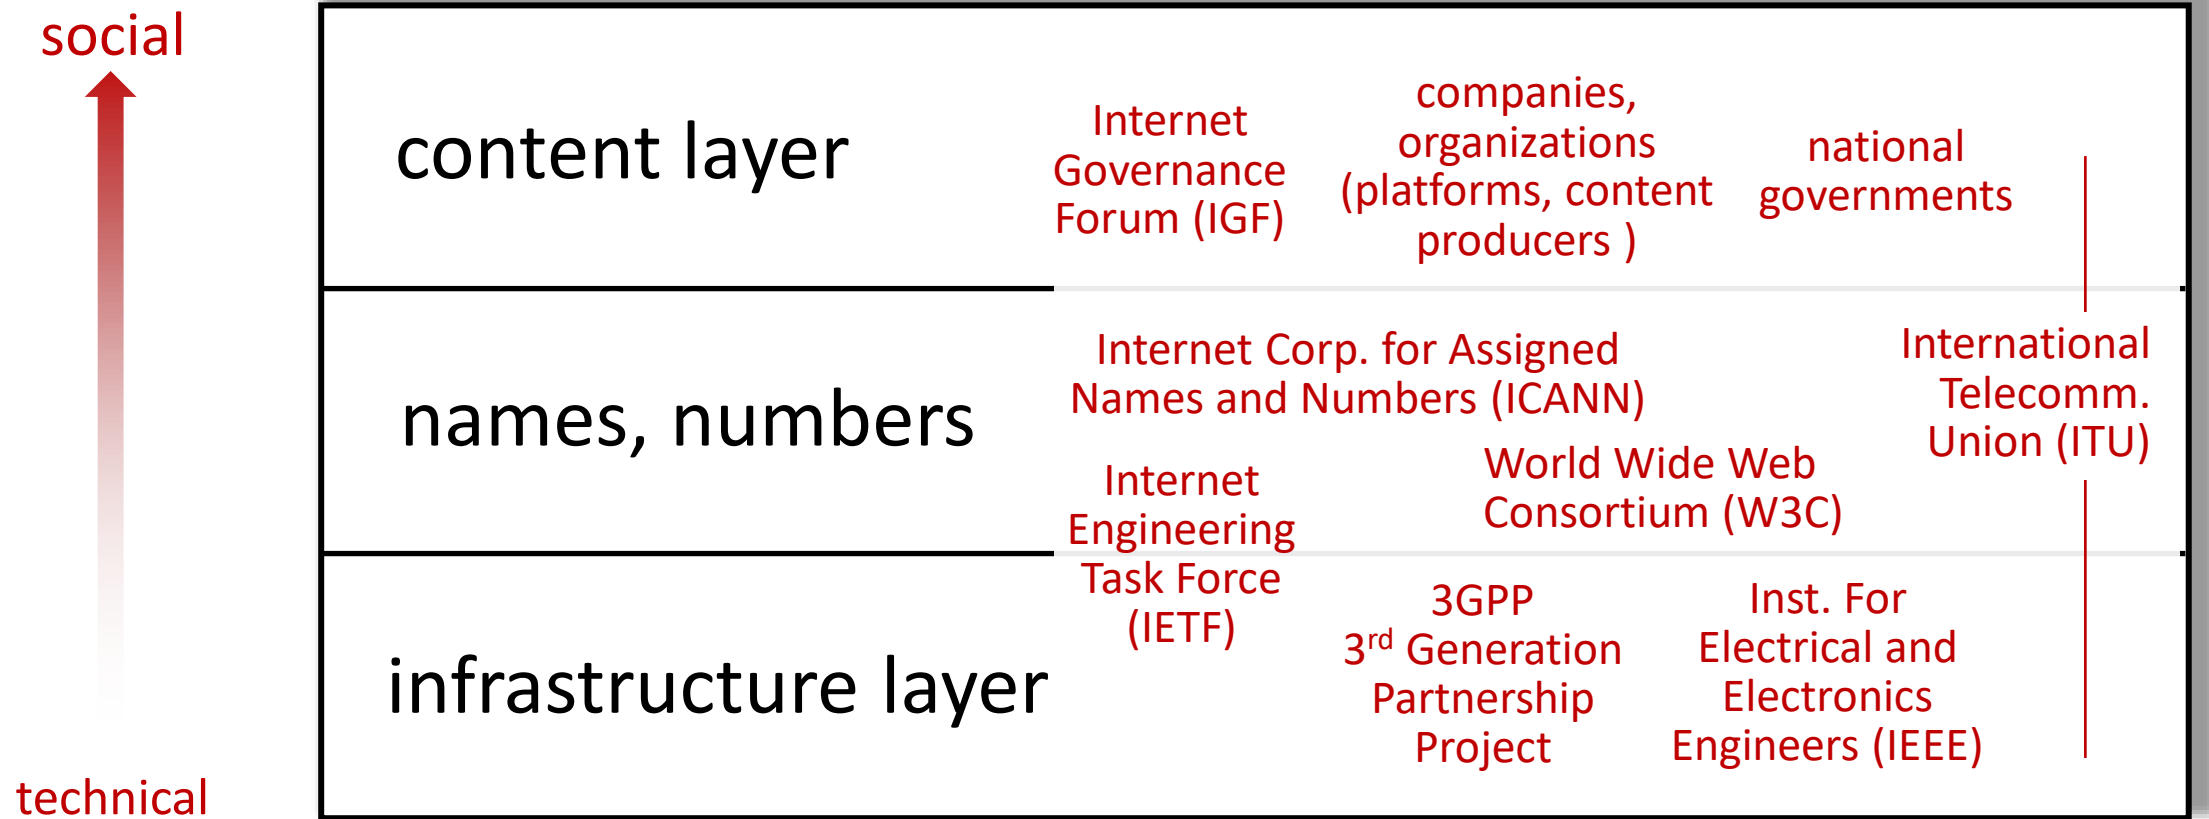 social
content layer
Internet
Governance
Forum (IGF)
companies,
organizations
(platforms, content
producers )
national
governments
names, numbers
Internet Corp. for Assigned
Names and Numbers (ICANN)
International
Telecomm.
Union (ITU)
World Wide Web
Consortium (W3C)
Internet
Engineering
Task Force
(IETF)
infrastructure layer
3GPP
3rd Generation
Partnership
Project
Inst. For
Electrical and
Electronics
Engineers (IEEE)
technical